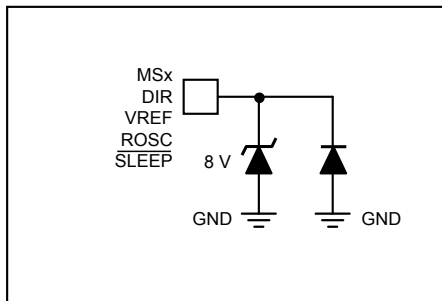 MSx
DIR
VREF
ROSC
SLEEP
8 V
GND
GND